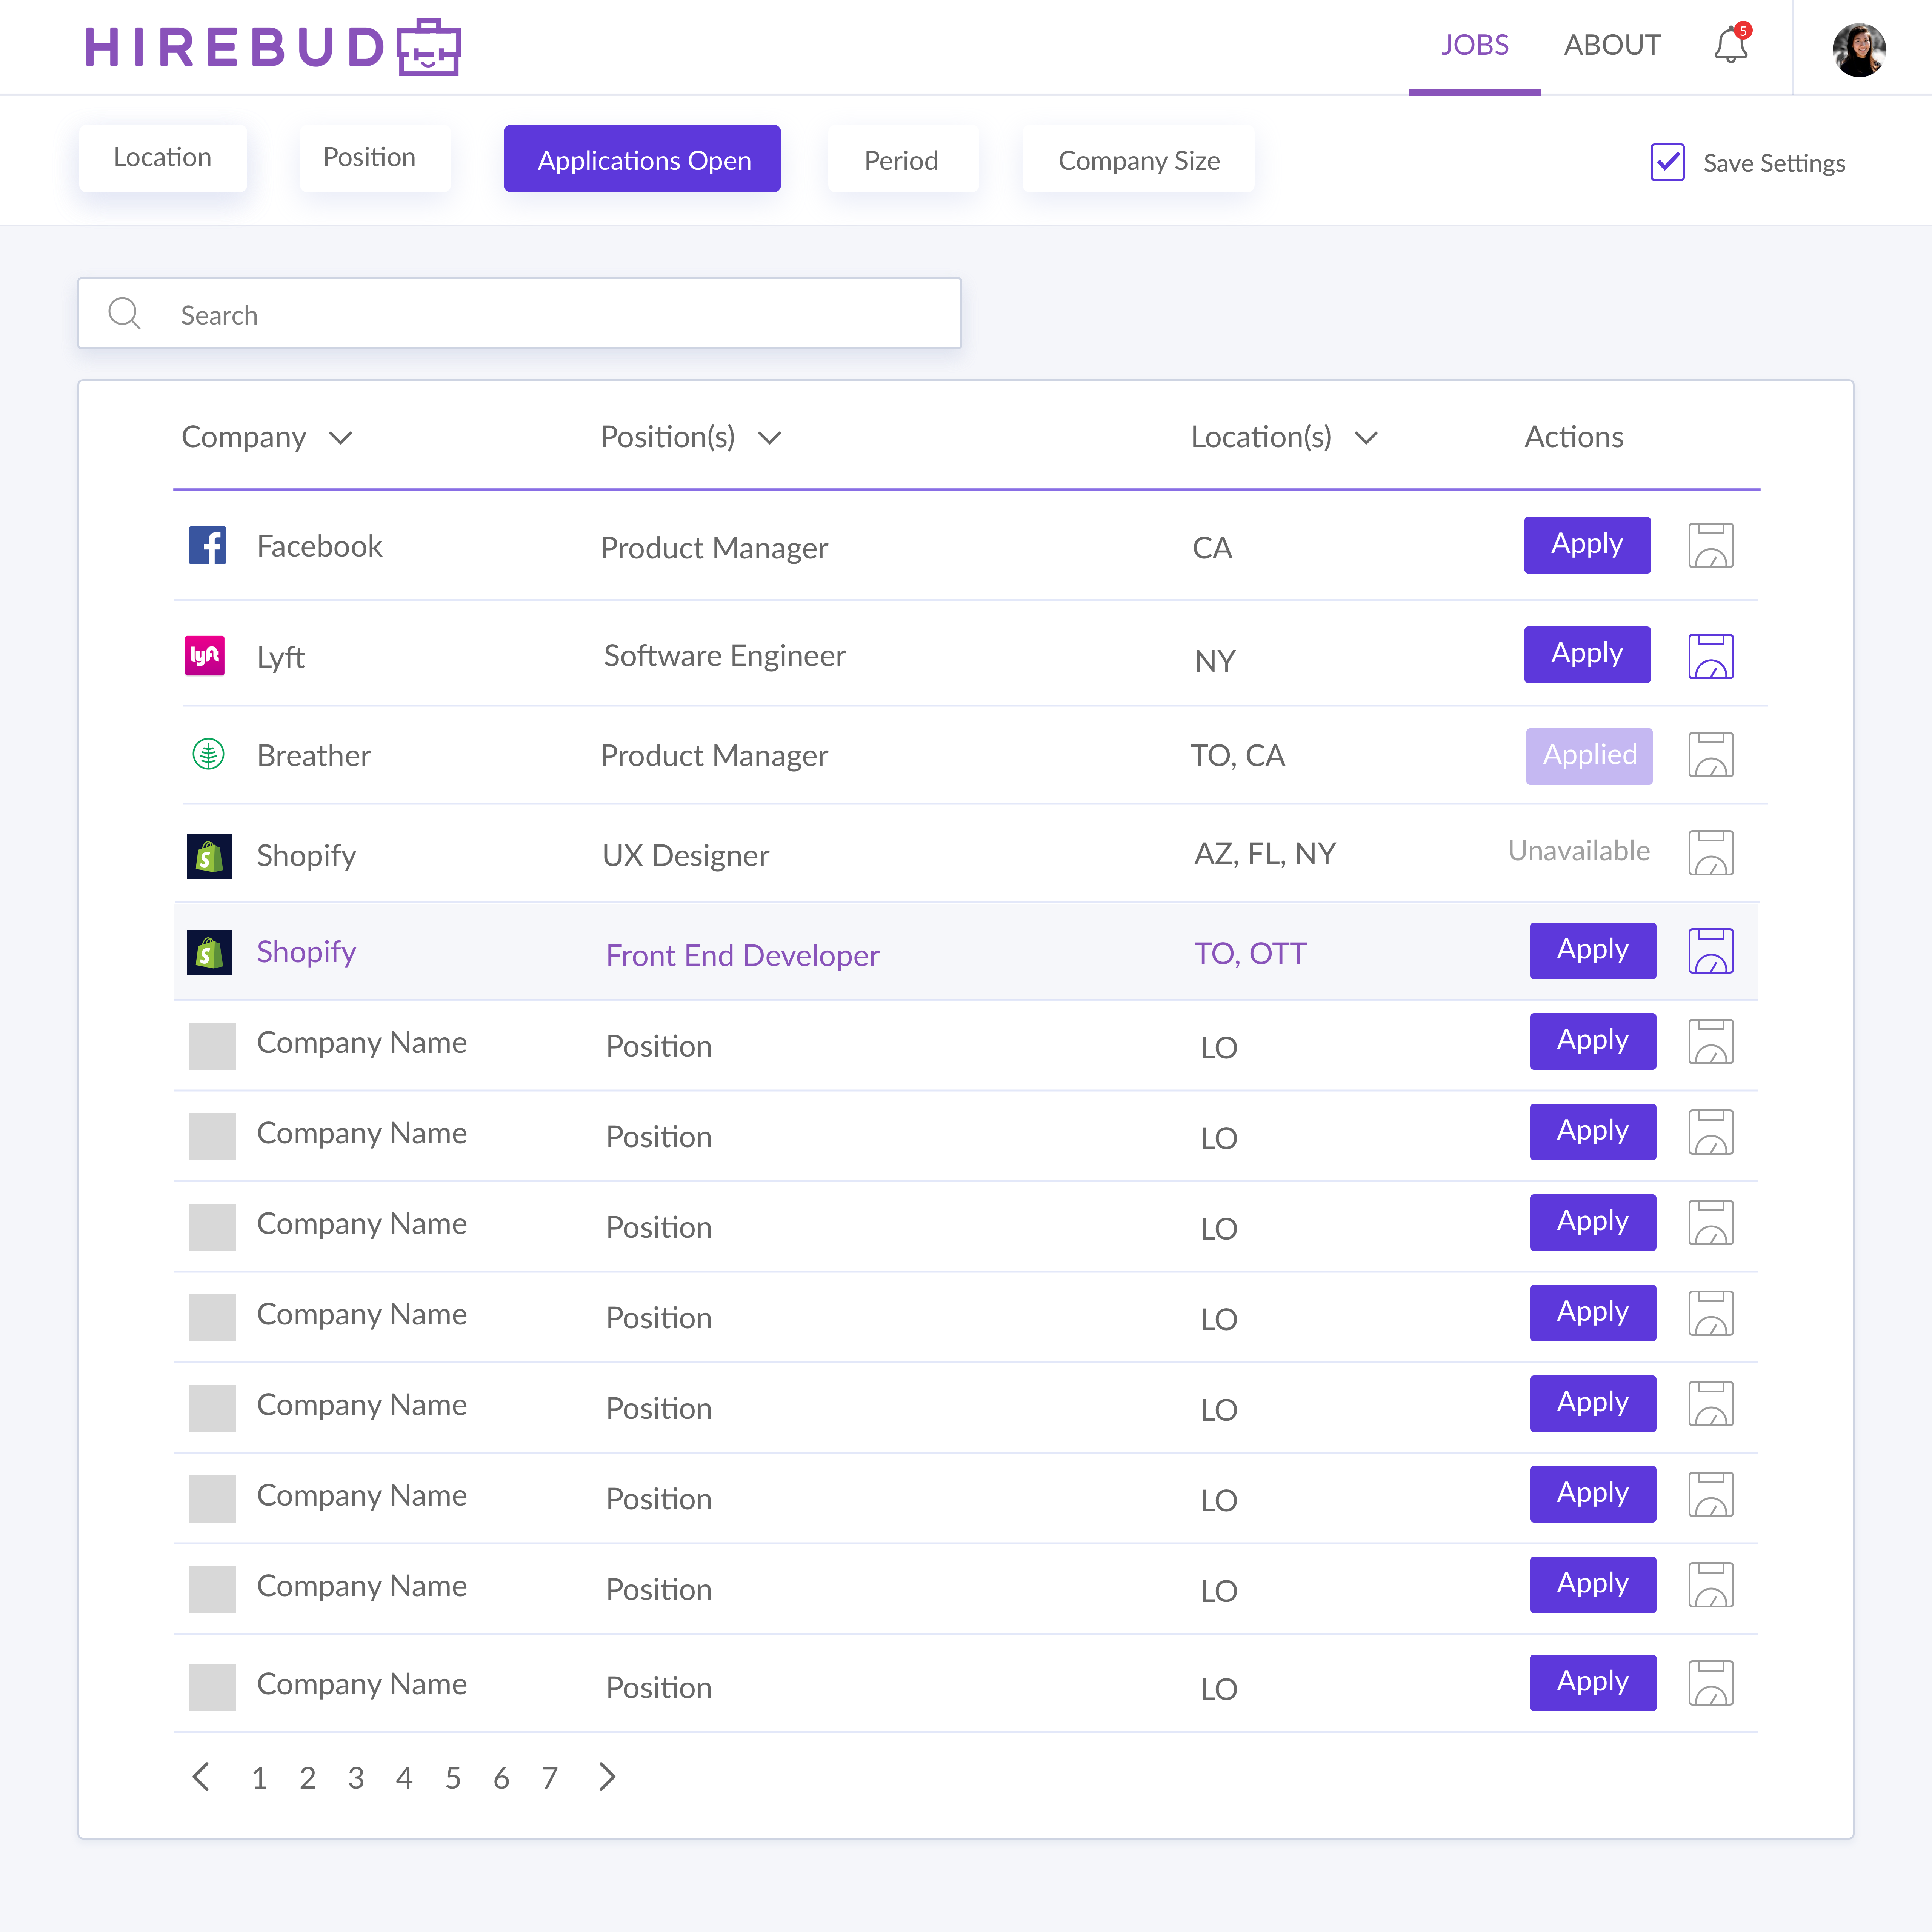 HIREBUD JOBS ABOUT 5
Location Position Applications Open Period Company Size Save Settings
Search
Company Position(s) Location(s) Actions
Facebook Product Manager CA Apply
lyft Lyft Software Engineer NY Apply
Breather Product Manager TO, CA Applied
S Shopify UX Designer AZ, FL, NY Unavailable
S Shopify Front End Developer TO, OTT Apply
Company Name Position LO Apply
Company Name Position LO Apply
Company Name Position LO Apply
Company Name Position LO Apply
Company Name Position LO Apply
Company Name Position LO Apply
Company Name Position LO Apply
Company Name Position LO Apply
1 2 3 4 5 6 7